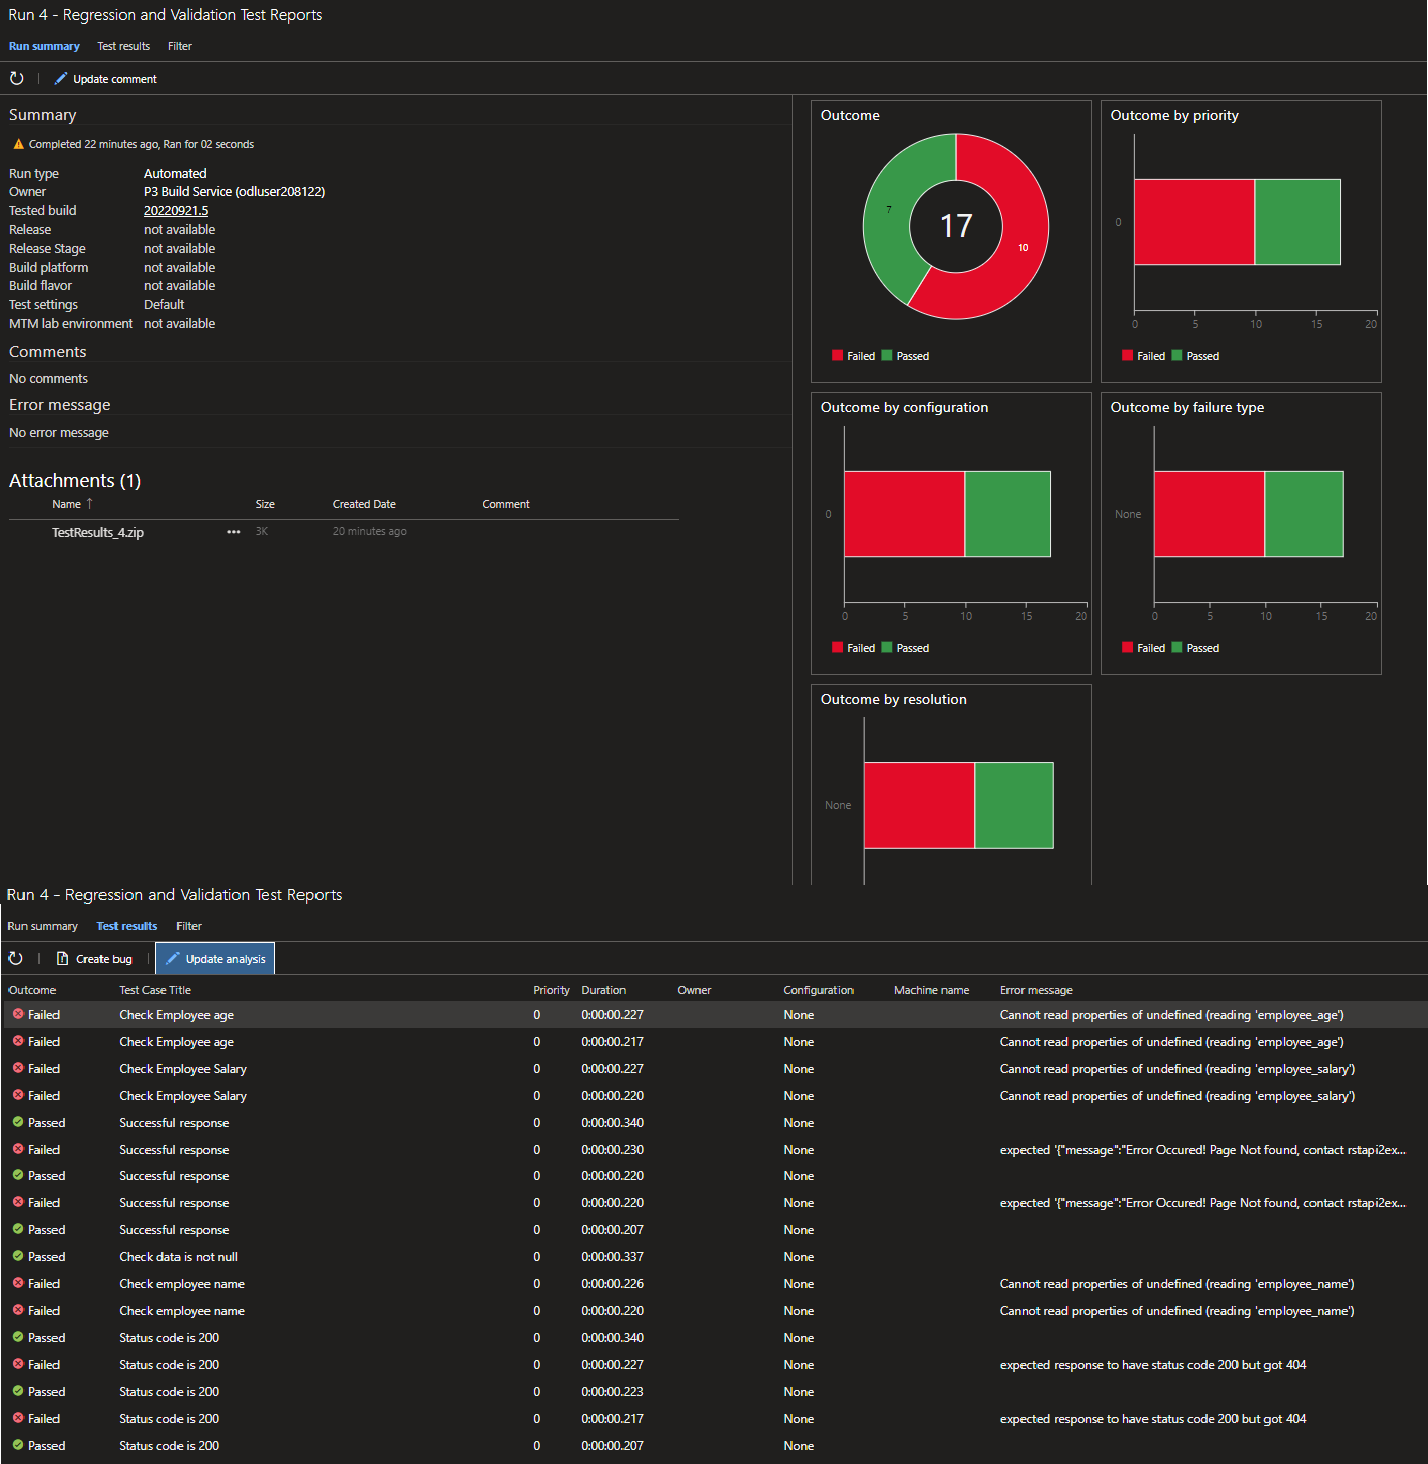 Run 4 - Regression and Validation Test Reports
Run summary Test results Filter
Update comment
Summary
Completed 22 minutes ago, Ran for 02 seconds
Run type Automated
Owner P3 Build Service (odluser208122)
Tested build 20220921.5
Release not available
Release Stage not available
Build platform not available
Build flavor not available
Test settings Default
MTM lab environment not available
Comments
No comments
Error message
No error message
Attachments (1)
Name ↑ Size Created Date Comment
TestResults_4.zip ••• 3K 20 minutes ago
Outcome
7
17
10
Failed Passed
Outcome by priority
0
0 5 10 15 20
Failed Passed
Outcome by configuration
0
0 5 10 15 20
Failed Passed
Outcome by failure type
None
0 5 10 15 20
Failed Passed
Outcome by resolution
None
Run 4 - Regression and Validation Test Reports
Run summary Test results Filter
Create bug Update analysis
Outcome Test Case Title Priority Duration Owner Configuration Machine name Error message
Failed Check Employee age 0 0:00:00.227 None Cannot read properties of undefined (reading 'employee_age')
Failed Check Employee age 0 0:00:00.217 None Cannot read properties of undefined (reading 'employee_age')
Failed Check Employee Salary 0 0:00:00.227 None Cannot read properties of undefined (reading 'employee_salary')
Failed Check Employee Salary 0 0:00:00.220 None Cannot read properties of undefined (reading 'employee_salary')
Passed Successful response 0 0:00:00.340 None
Failed Successful response 0 0:00:00.230 None expected '{"message":"Error Occured! Page Not found, contact rstapi2ex...
Passed Successful response 0 0:00:00.220 None
Failed Successful response 0 0:00:00.220 None expected '{"message":"Error Occured! Page Not found, contact rstapi2ex...
Passed Successful response 0 0:00:00.207 None
Passed Check data is not null 0 0:00:00.337 None
Failed Check employee name 0 0:00:00.226 None Cannot read properties of undefined (reading 'employee_name')
Failed Check employee name 0 0:00:00.220 None Cannot read properties of undefined (reading 'employee_name')
Passed Status code is 200 0 0:00:00.340 None
Failed Status code is 200 0 0:00:00.227 None expected response to have status code 200 but got 404
Passed Status code is 200 0 0:00:00.223 None
Failed Status code is 200 0 0:00:00.217 None expected response to have status code 200 but got 404
Passed Status code is 200 0 0:00:00.207 None